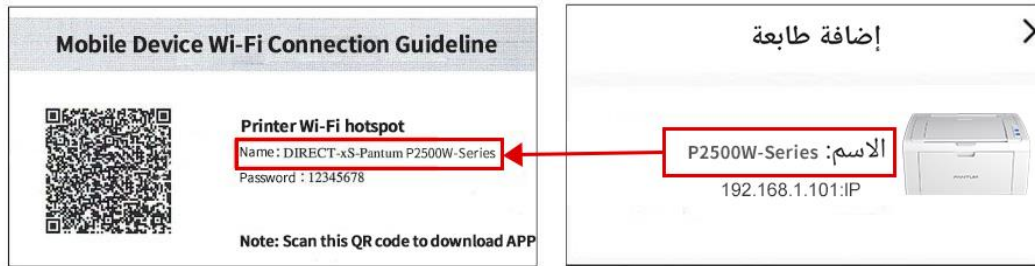 Mobile Device Wi-Fi Connection Guideline
Printer Wi-Fi hotspot
Name: DIRECT-xS-Pantum P2500W-Series
Password : 12345678
Note: Scan this QR code to download APP
إضافة طابعة
الاسم: P2500W-Series
192.168.1.101:IP
PANTUM